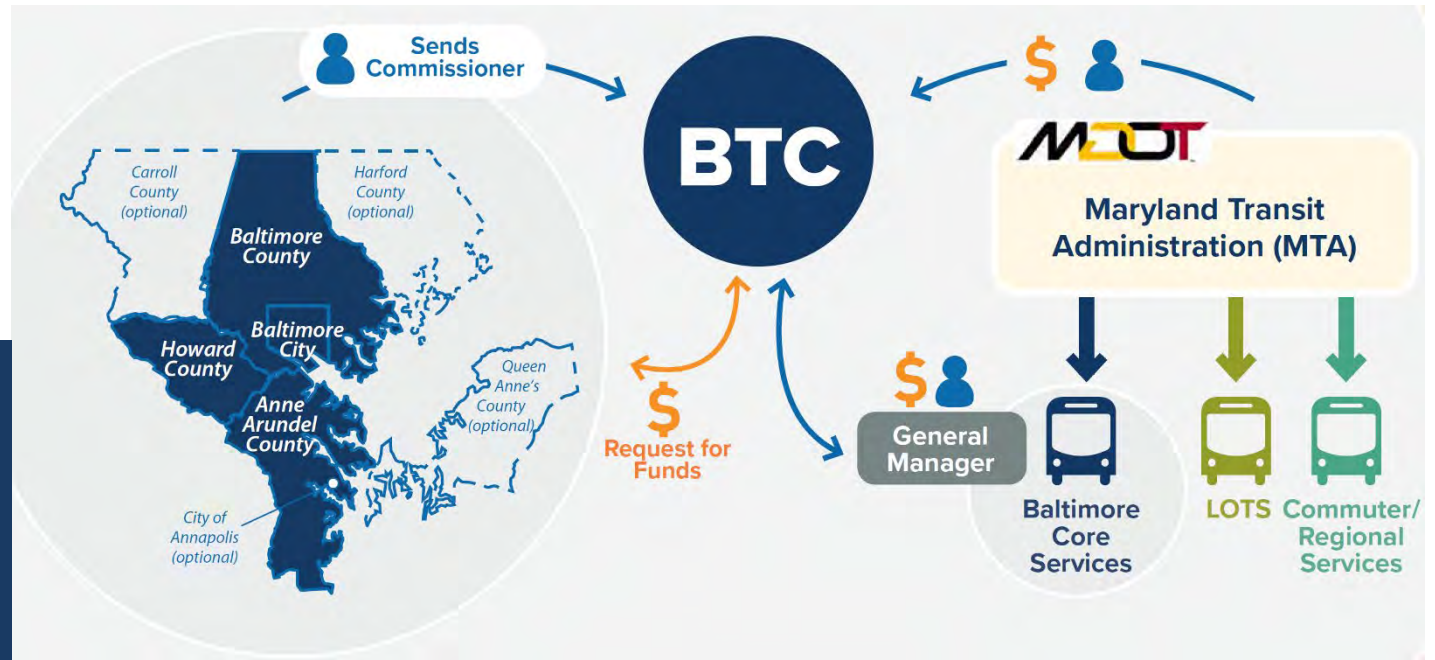 Sends
Commissioner
Carroll
County
(optional)
Harford
County
(optional)
Baltimore
County
Baltimore
City
Howard
County
Anne
Arundel
County
Queen
Anne's
County
(optional)
City of
Annapolis
(optional)
BTC
$
Request for
Funds
$
MDOT
Maryland Transit
Administration (MTA)
$
General
Manager
Baltimore
Core
Services
LOTS
Commuter/
Regional
Services